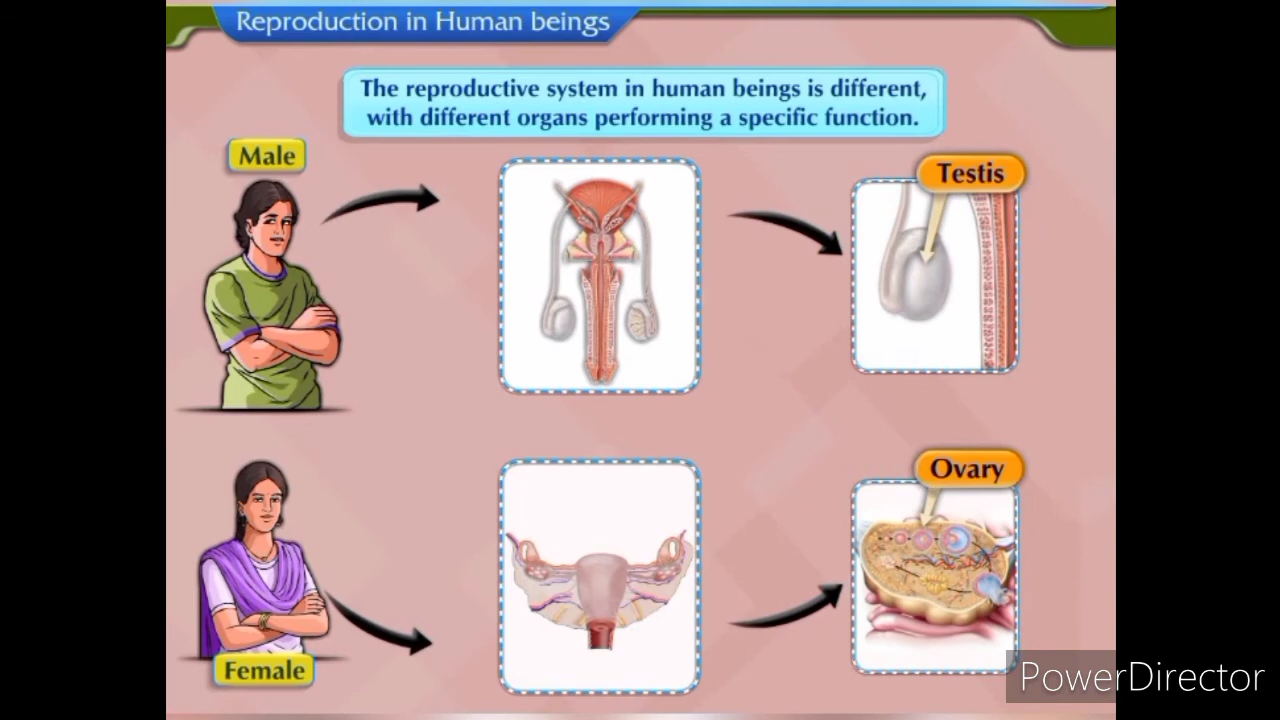 Reproduction in Human beings
The reproductive system in human beings is different,
with different organs performing a specific function.
Male
Testis
Ovary
Female
PowerDirector